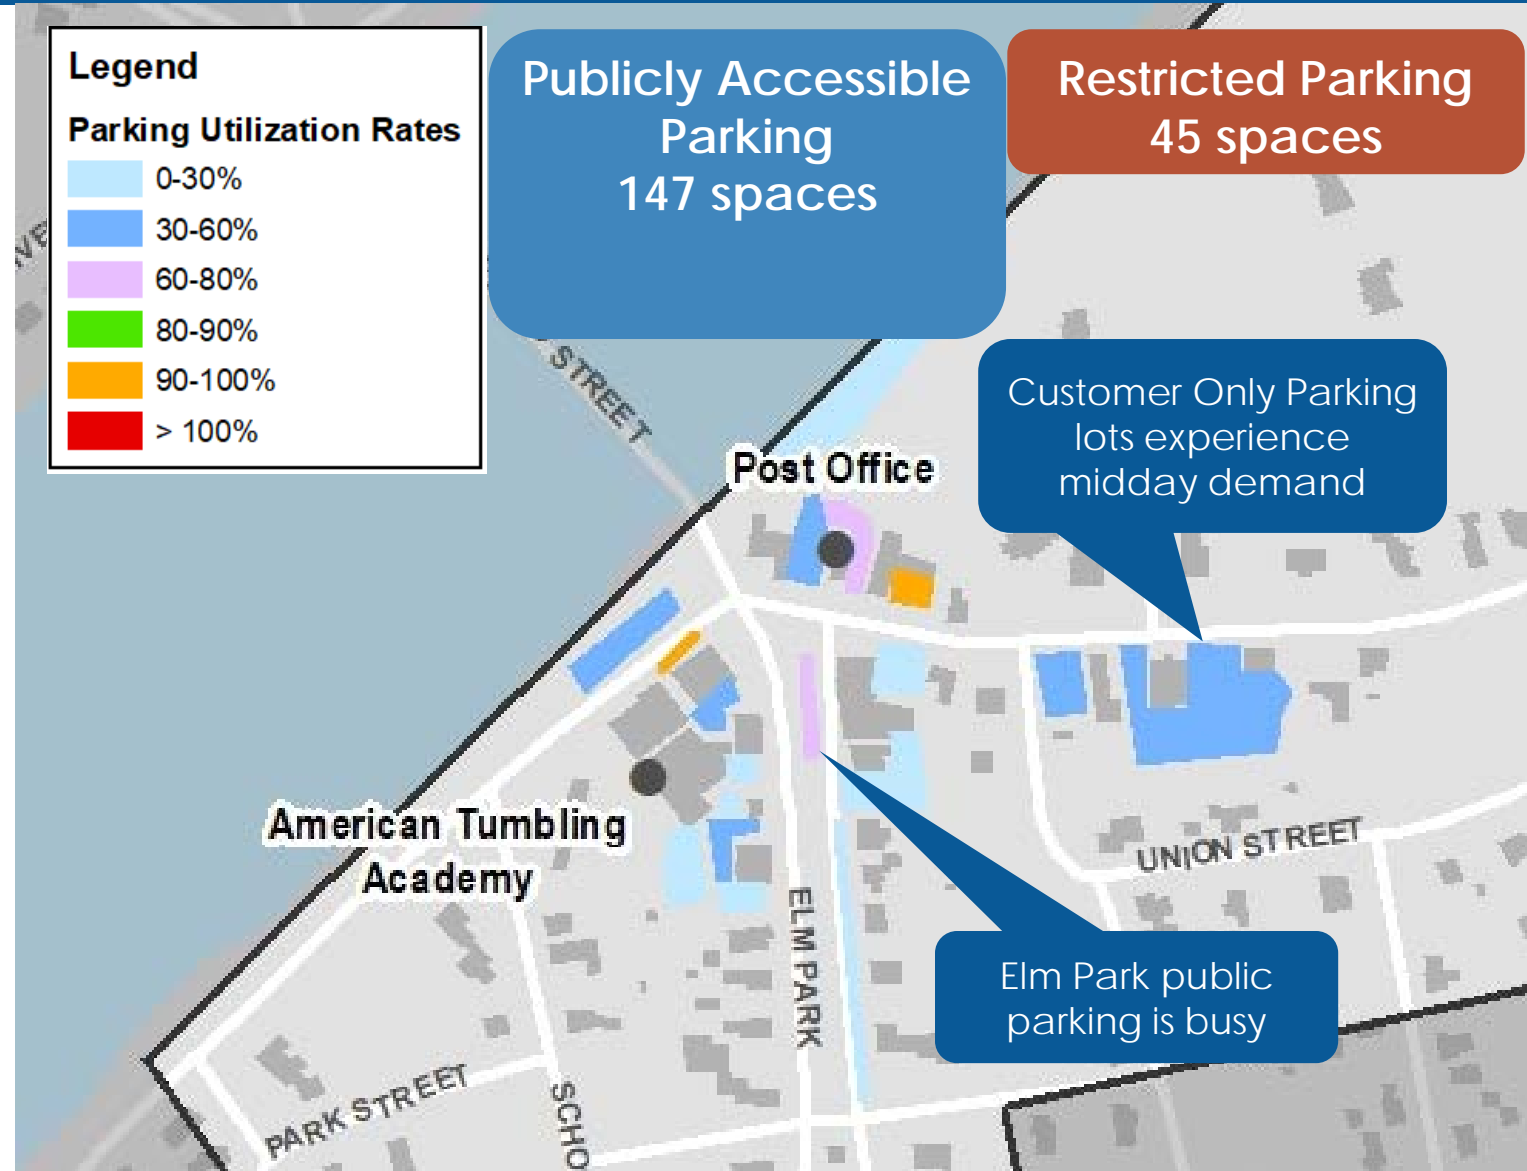 Legend
Parking Utilization Rates
0-30%
30-60%
60-80%
80-90%
90-100%
> 100%
Publicly Accessible
Parking
147 spaces
Restricted Parking
45 spaces
Customer Only Parking
lots experience
midday demand
STREET
Post Office
American Tumbling
Academy
UNION STREET
ELM PARK
Elm Park public
parking is busy
PARK STREET
SCHO